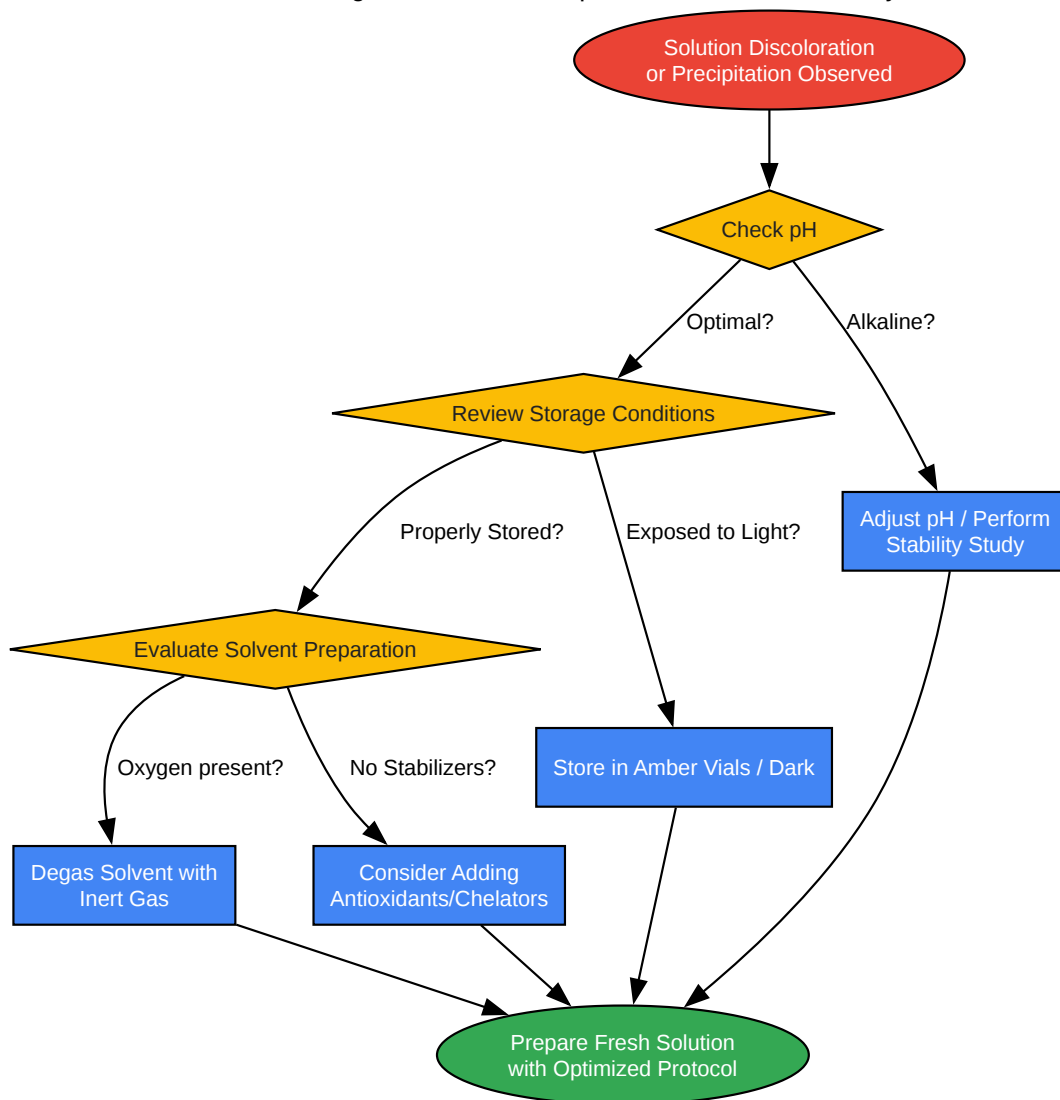 Solution Discoloration
or Precipitation Observed
Check pH
Optimal?
Alkaline?
Review Storage Conditions
Adjust pH / Perform
Stability Study
Properly Stored?
Exposed to Light?
Evaluate Solvent Preparation
Oxygen present?
No Stabilizers?
Store in Amber Vials / Dark
Degas Solvent with
Inert Gas
Consider Adding
Antioxidants/Chelators
Prepare Fresh Solution
with Optimized Protocol